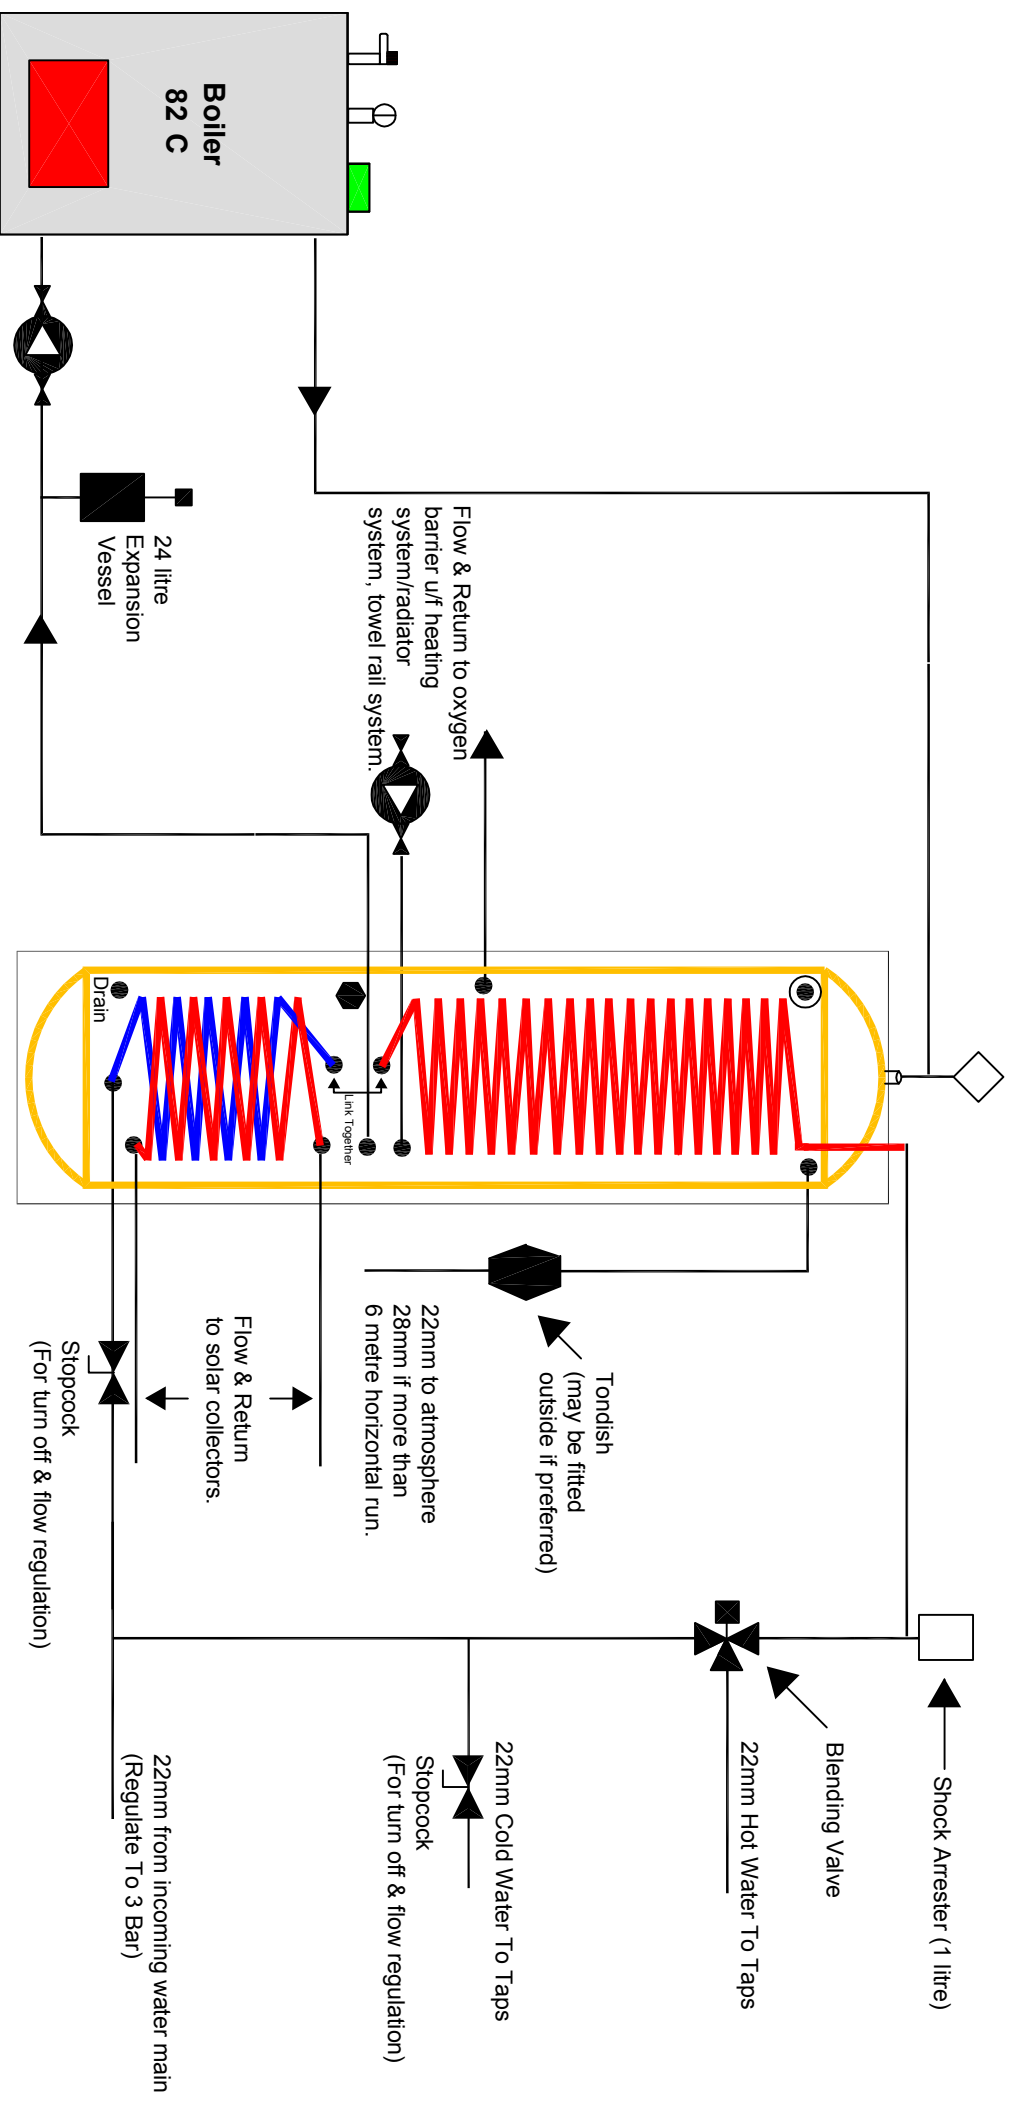 Boiler
82 C
24 litre
Expansion
Vessel
Flow & Return to oxygen
barrier u/f heating
system/radiator
system, towel rail system.
Drain
Link Together
Tondish
(may be fitted
outside if preferred)
22mm to atmosphere
28mm if more than
6 metre horizontal run.
Flow & Return
to solar collectors.
Stopcock
(For turn off & flow regulation)
Shock Arrester (1 litre)
Blending Valve
22mm Hot Water To Taps
22mm Cold Water To Taps
Stopcock
(For turn off & flow regulation)
22mm from incoming water main
(Regulate To 3 Bar)